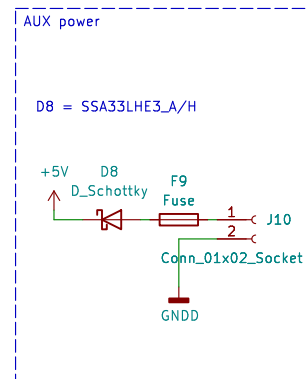 AUX power
D8 = SSA33LHE3_A/H
+5V
D8
D_Schottky
F9
Fuse
1
J10
2
Conn_01x02_Socket
GNDD